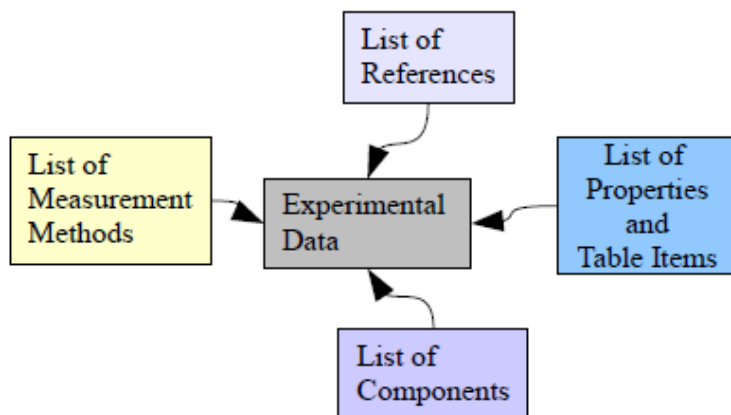 List of
References
List of
Measurement
Methods
Experimental
Data
List of
Properties
and
Table Items
List of
Components